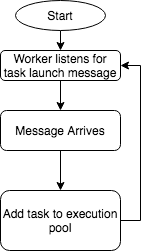 Start
Worker listens for
task launch message
Message Arrives
Add task to execution
pool